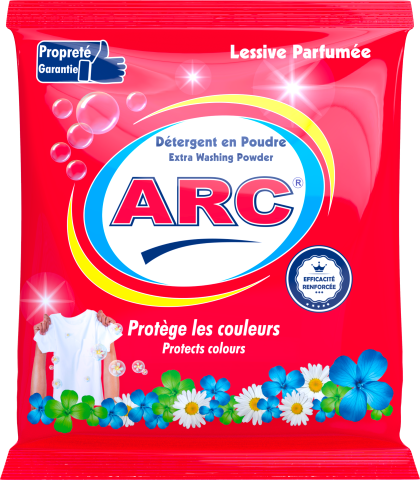 Propreté
Garantie
Lessive Parfumée
Détergent en Poudre
Extra Washing Powder
ARC®
EFFICACITÉ
RENFORCÉE
Protège les couleurs
Protects colours